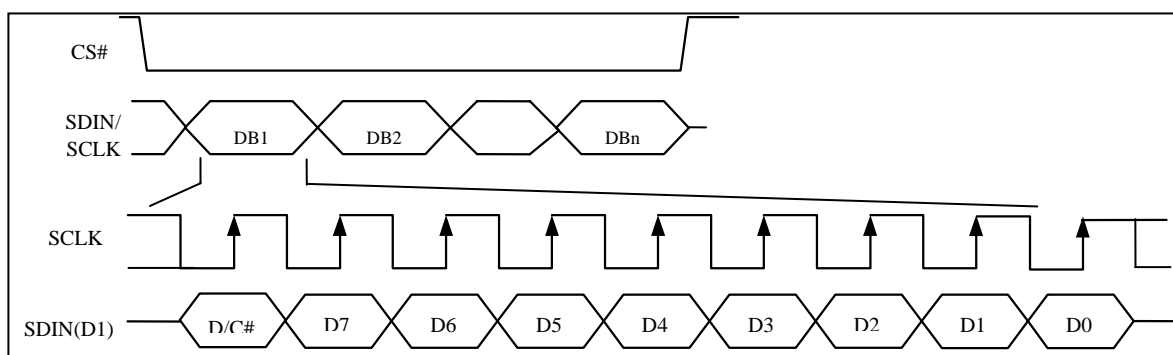 CS#
SDIN/
SCLK
DB1 DB2 DBn
SCLK
SDIN(D1) D/C# D7 D6 D5 D4 D3 D2 D1 D0